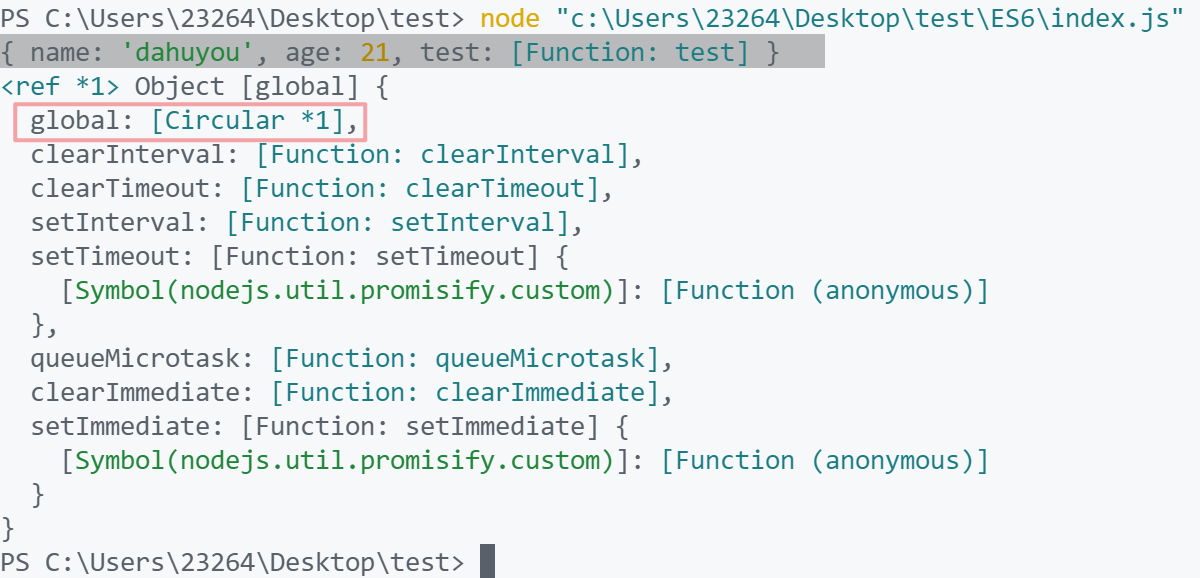 PS C:\Users\23264\Desktop\test> node "c:\Users\23264\Desktop\test\ES6\index.js"
{ name: 'dahuyou', age: 21, test: [Function: test] }
<ref *1> Object [global] {
  global: [Circular *1],
  clearInterval: [Function: clearInterval],
  clearTimeout: [Function: clearTimeout],
  setInterval: [Function: setInterval],
  setTimeout: [Function: setTimeout] {
    [Symbol(nodejs.util.promisify.custom)]: [Function (anonymous)]
  },
  queueMicrotask: [Function: queueMicrotask],
  clearImmediate: [Function: clearImmediate],
  setImmediate: [Function: setImmediate] {
    [Symbol(nodejs.util.promisify.custom)]: [Function (anonymous)]
  }
}
PS C:\Users\23264\Desktop\test>